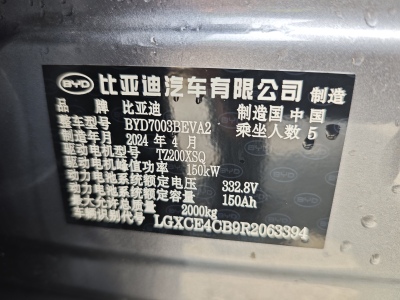 BYD 比亚迪汽车有限公司 制造
品牌 比亚迪 制造国 中国
整车型号 BYD7003BEVA2 乘坐人数 5
制造年月 2024 年 4 月
驱动电机型号 TZ200XSQ
驱动电机峰值功率 150kW
动力电池系统额定电压 332.8V
动力电池系统额定容量 150Ah
最大允许总质量 2000kg
车辆识别代号 LGXCE4CB9R2063394